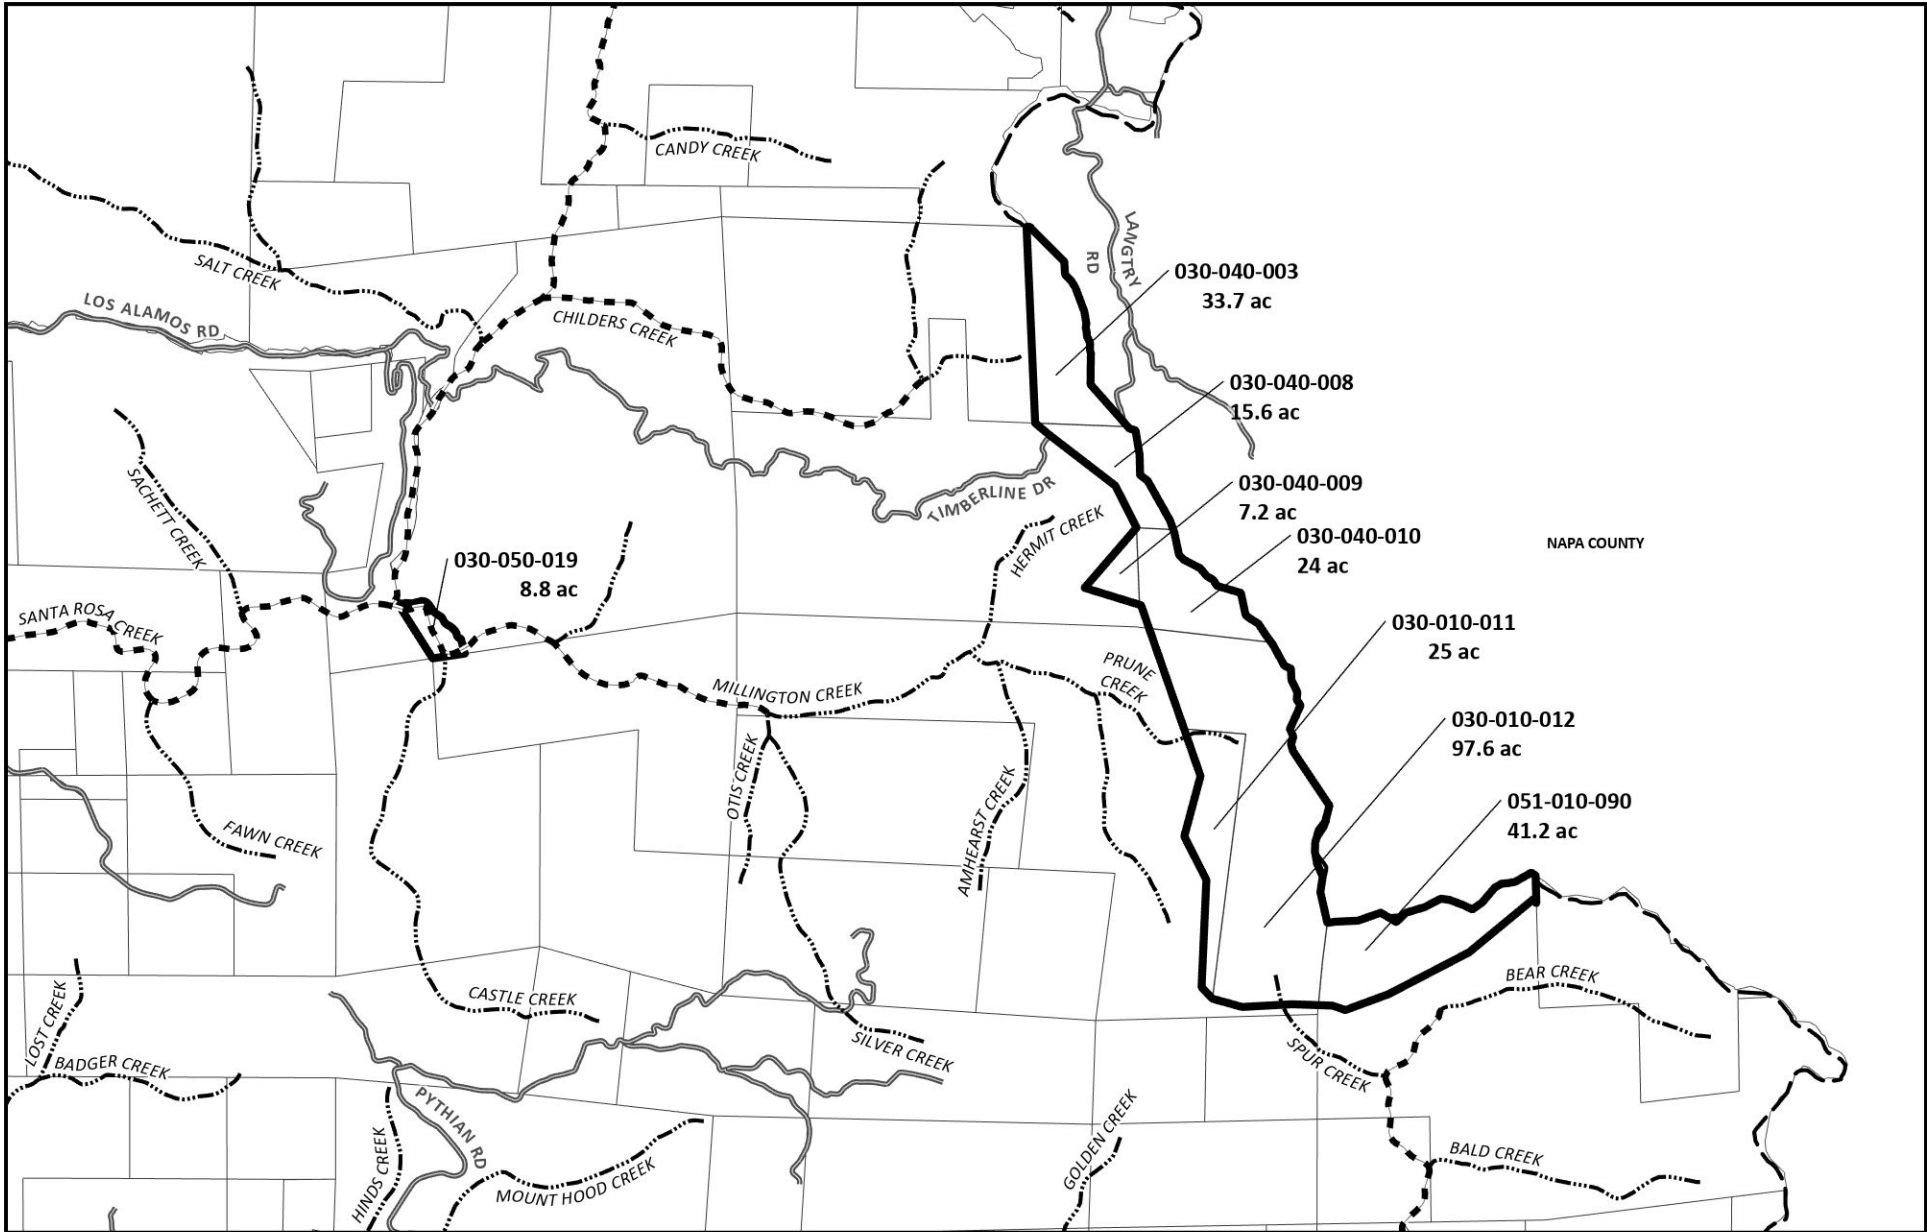 CANDY CREEK
SALT CREEK
LOS ALAMOS RD
CHILDERS CREEK
LANGTRY
RD
030-040-003
33.7 ac
030-040-008
15.6 ac
SACHETT CREEK
TIMBERLINE DR
HERMIT CREEK
030-040-009
7.2 ac
030-040-010
24 ac
NAPA COUNTY
030-050-019
8.8 ac
SANTA ROSA CREEK
030-010-011
25 ac
PRUNE
CREEK
MILLINGTON CREEK
030-010-012
97.6 ac
OTIS CREEK
AMHEARST CREEK
051-010-090
41.2 ac
FAWN CREEK
BEAR CREEK
LOST CREEK
CASTLE CREEK
SILVER CREEK
SPUR CREEK
BADGER CREEK
PYTHIAN RD
HINDS CREEK
MOUNT HOOD CREEK
GOLDEN CREEK
BALD CREEK